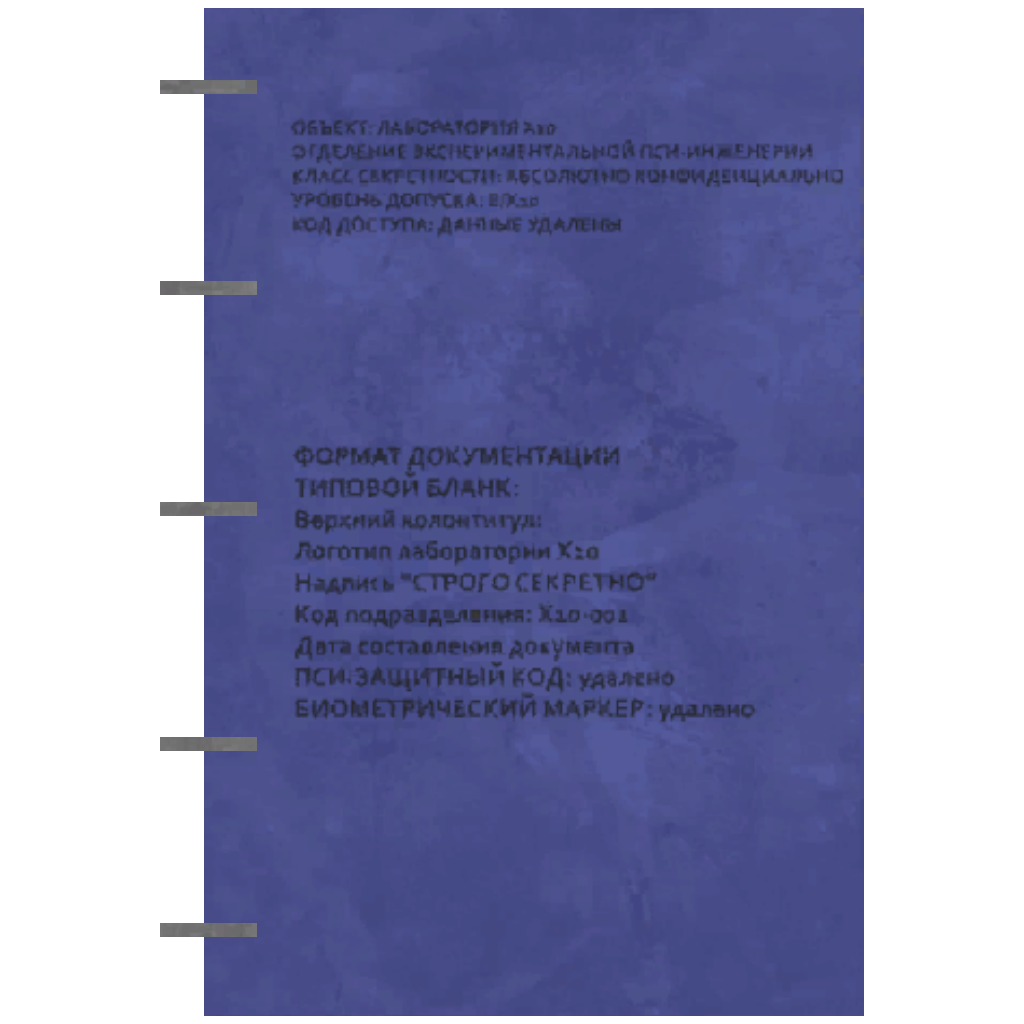 ОБЪЕКТ: ЛАБОРАТОРИЯ X10
ОТДЕЛЕНИЕ ЭКСПЕРИМЕНТАЛЬНОЙ ПСИ-ИНЖЕНЕРИИ
КЛАСС СЕКРЕТНОСТИ: АБСОЛЮТНО КОНФИДЕНЦИАЛЬНО
УРОВЕНЬ ДОПУСКА:
КОД ДОСТУПА: ДАННЫЕ УДАЛЕНЫ
ФОРМАТ ДОКУМЕНТАЦИИ
ТИПОВОЙ БЛАНК:
Верхний колонтитул:
Логотип лаборатории X10
Надпись "СТРОГО СЕКРЕТНО"
Код подразделения: X10-001
Дата составления документа
ПСИ-ЗАЩИТНЫЙ КОД: удалено
БИОМЕТРИЧЕСКИЙ МАРКЕР: удалено